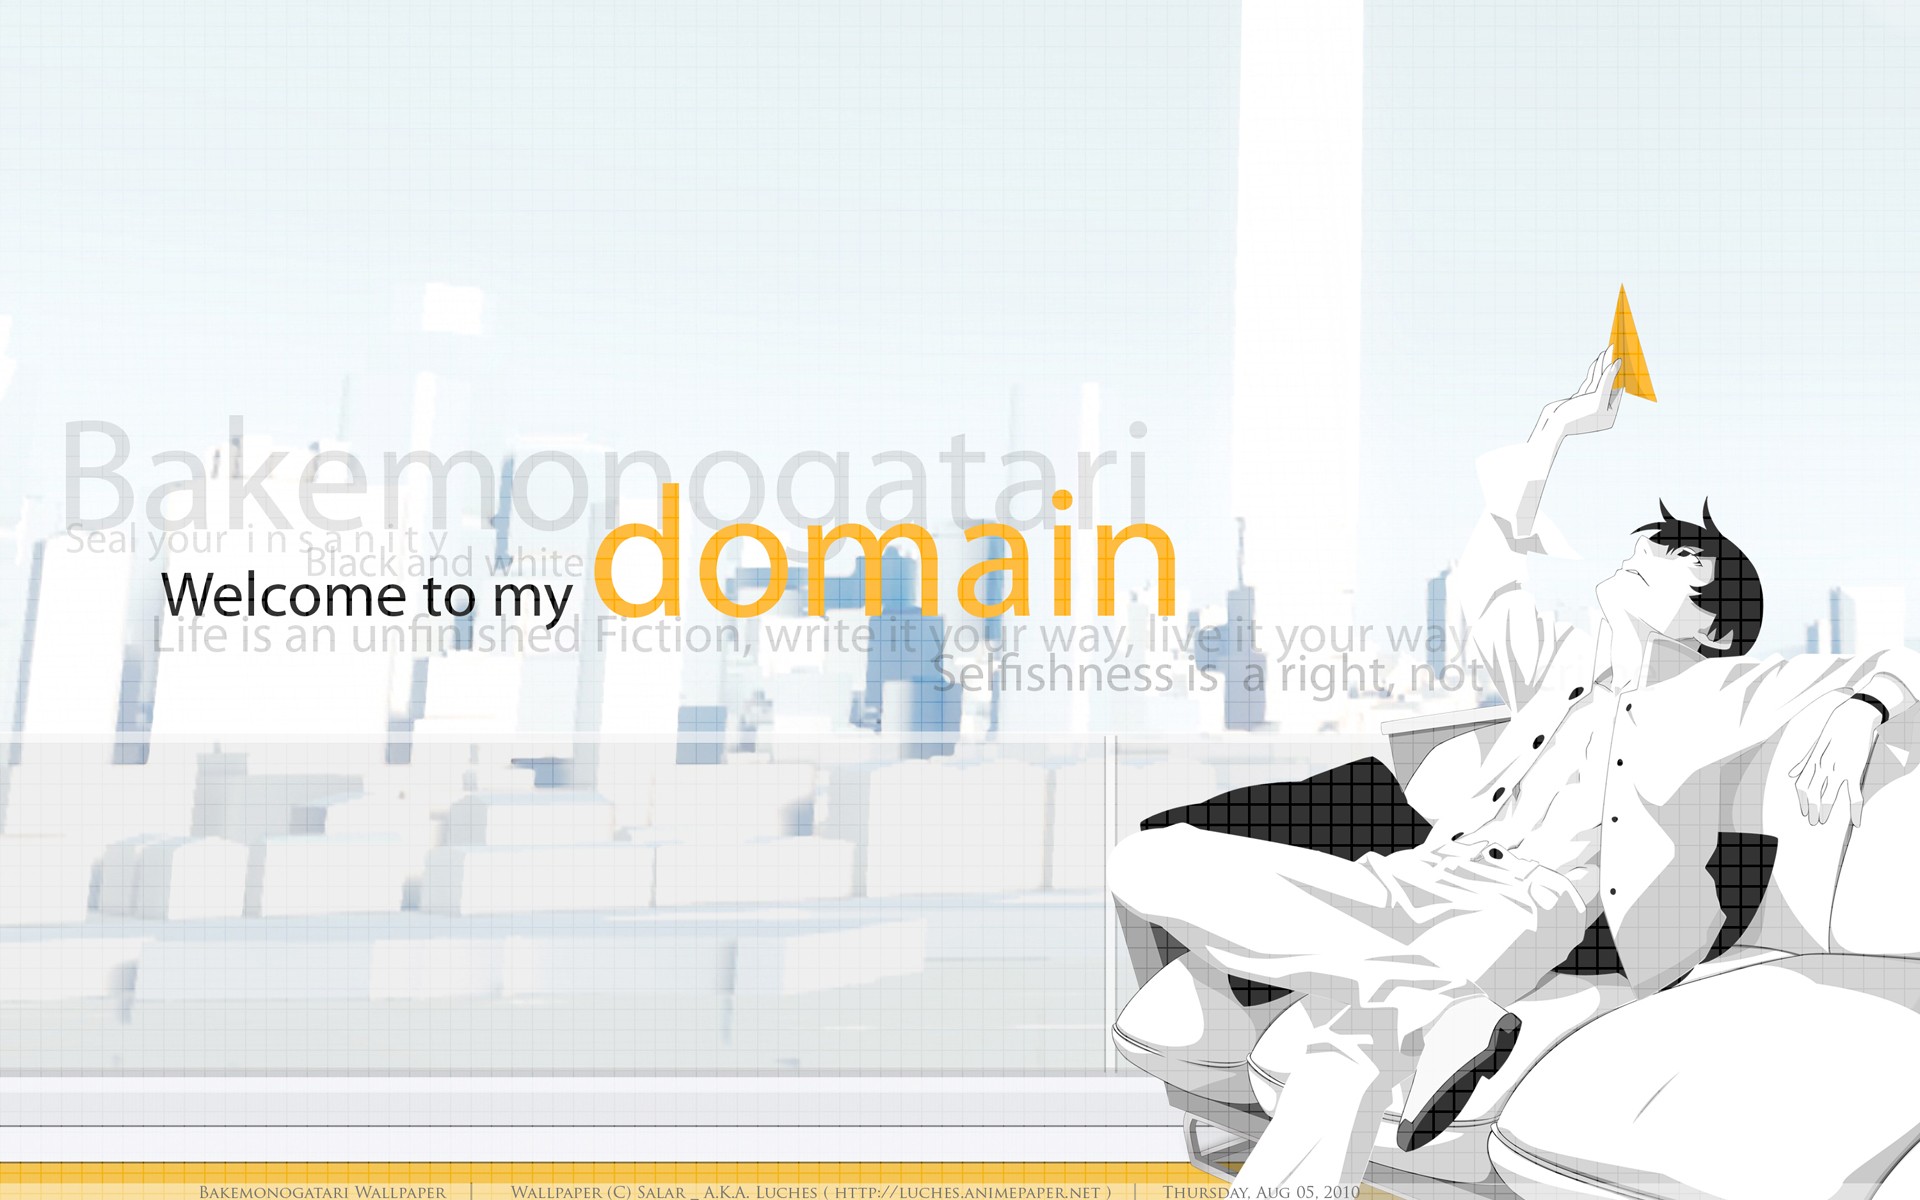 Bakemonogatari
Seal your insanity
Black and white
Welcome to my domain
Life is an unfinished Fiction, write it your way, live it your way
Selfishness is a right, not
Bakemonogatari Wallpaper | Wallpaper (C) Salar _ A.K.A. Luches ( http://luches.animepaper.net ) | Thursday, Aug 05, 2010